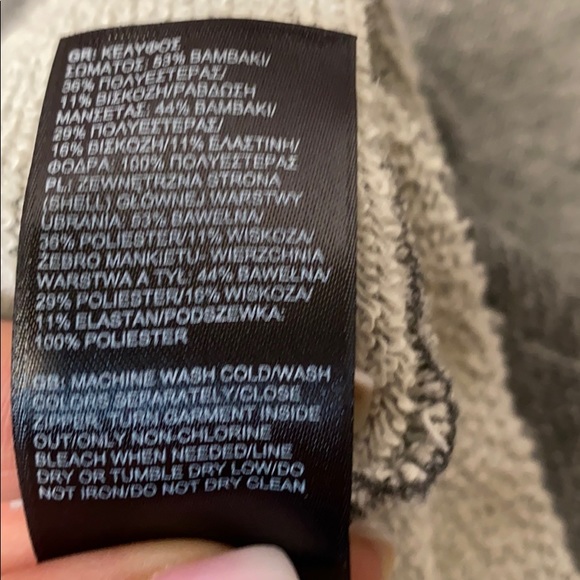 GR: ΚΕΛΥΦΟΣ
ΣΩΜΑΤΟΣ: 53% ΒΑΜΒΑΚΙ/
36% ΠΟΛΥΕΣΤΕΡΑΣ/
11% ΒΙΣΚΟΖΗ/ΡΑΒΔΩΣΗ
ΜΑΝΣΕΤΑΣ: 44% ΒΑΜΒΑΚΙ/
29% ΠΟΛΥΕΣΤΕΡΑΣ/
16% ΒΙΣΚΟΖΗ/11% ΕΛΑΣΤΙΝΗ/
ΦΟΔΡΑ: 100% ΠΟΛΥΕΣΤΕΡΑΣ
PL: ZEWNĘTRZNA STRONA
(SHELL) GŁÓWNEJ WARSTWY
UBRANIA: 53% BAWEŁNA/
36% POLIESTER/11% WISKOZA/
ŻEBRO MANKIETU- WIERZCHNIA
WARSTWA A TYŁ: 44% BAWEŁNA/
29% POLIESTER/16% WISKOZA/
11% ELASTAN/PODSZEWKA:
100% POLIESTER
GB: MACHINE WASH COLD/WASH
COLORS SEPARATELY/CLOSE
ZIPPER/TURN GARMENT INSIDE
OUT/ONLY NON-CHLORINE
BLEACH WHEN NEEDED/LINE
DRY OR TUMBLE DRY LOW/DO
NOT IRON/DO NOT DRY CLEAN